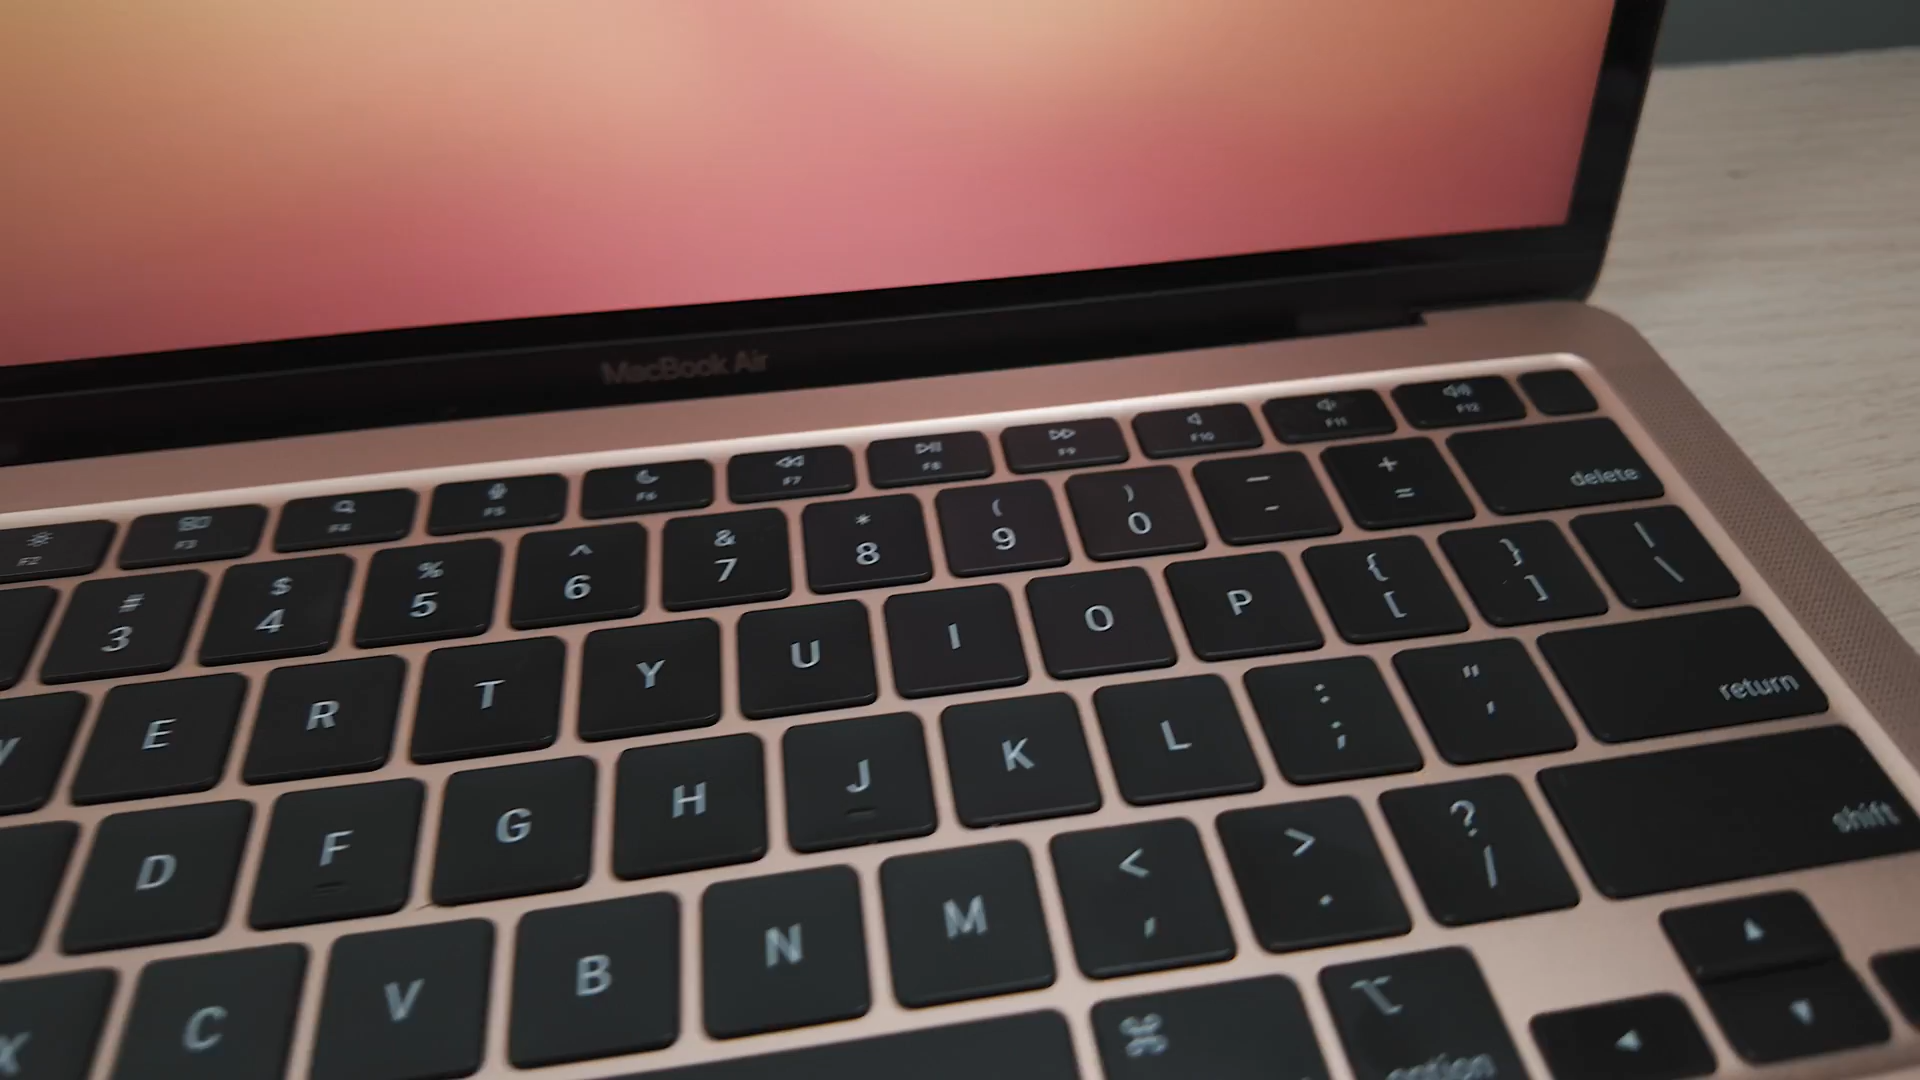 MacBook Air
F2 F3 F4 F5 F6 F7 F8 F9 F10 F11 F12
# 3 $ 4 % 5 ^ 6 & 7 * 8 ( 9 ) 0 — - + = delete
E R T Y U I O P { [ } ] | \
D F G H J K L : ; " ' return
X C V B N M < , > . ? / shift
⌘ ⌥ option